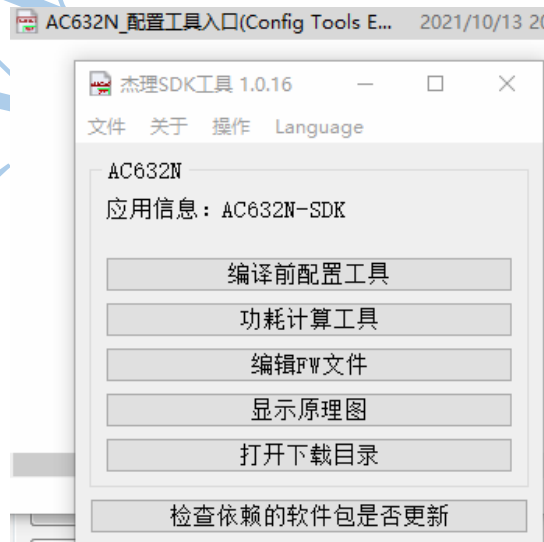 AC632N_配置工具入口(Config Tools E... 2021/10/13
杰理SDK工具 1.0.16
文件 关于 操作 Language
AC632N
应用信息：AC632N-SDK
编译前配置工具
功耗计算工具
编辑FW文件
显示原理图
打开下载目录
检查依赖的软件包是否更新